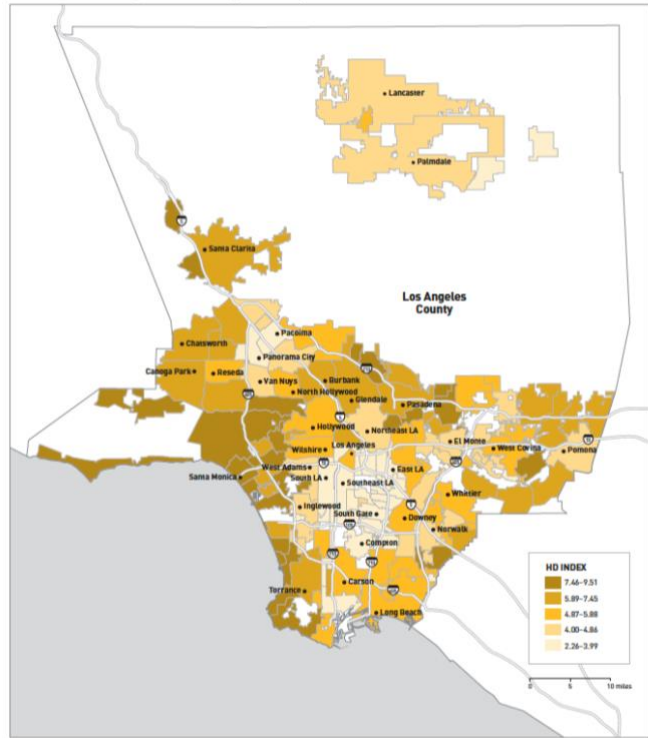 Lancaster
Palmdale
5
Santa Clarita
Los Angeles
County
Pacoima
Chatsworth
Panorama City
Canoga Park
Reseda
Van Nuys
Burbank
North Hollywood
Glendale
Pasadena
Hollywood
Northeast LA
5
Wilshire
Los Angeles
El Monte
West Covina
Pomona
West Adams
East LA
Santa Monica
South LA
Southeast LA
Whittier
Inglewood
South Gate
5
Downey
Norwalk
Compton
Carson
Torrance
Long Beach
HD INDEX
7.46–9.51
5.89–7.45
4.87–5.88
4.00–4.86
2.26–3.99
0 5 10 miles